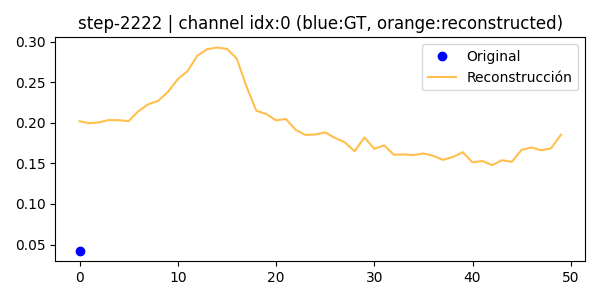 step-2222 | channel idx:0 (blue:GT, orange:reconstructed)
0.30
0.25
0.20
0.15
0.10
0.05
Original
Reconstrucción
0 10 20 30 40 50